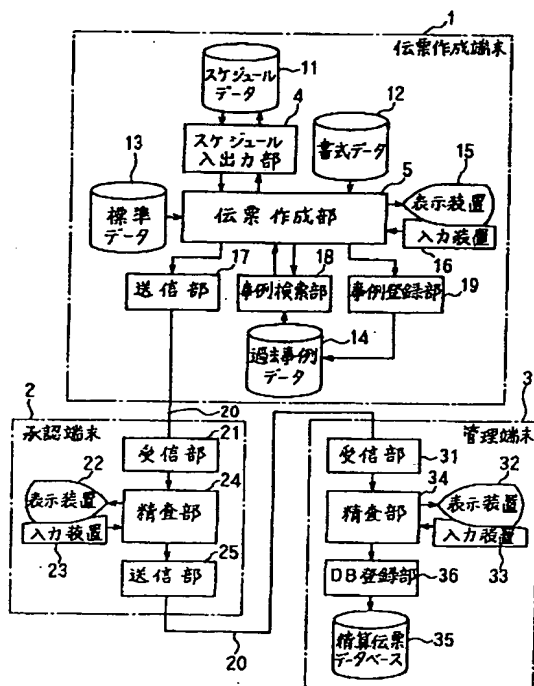 1
伝票作成端末
スケジュール
データ
11
4
12
スケジュール
入出力部
書式データ
13
5
15
標準
データ
伝票作成部
表示装置
入力装置
16
17
18
19
送信部
事例検索部
事例登録部
14
過去事例
データ
2
20
3
承認端末
管理端末
21
受信部
受信部
31
22
24
34
32
表示装置
精査部
精査部
表示装置
入力装置
入力装置
23
25
33
送信部
DB登録部
36
20
精算伝票
データベース
35